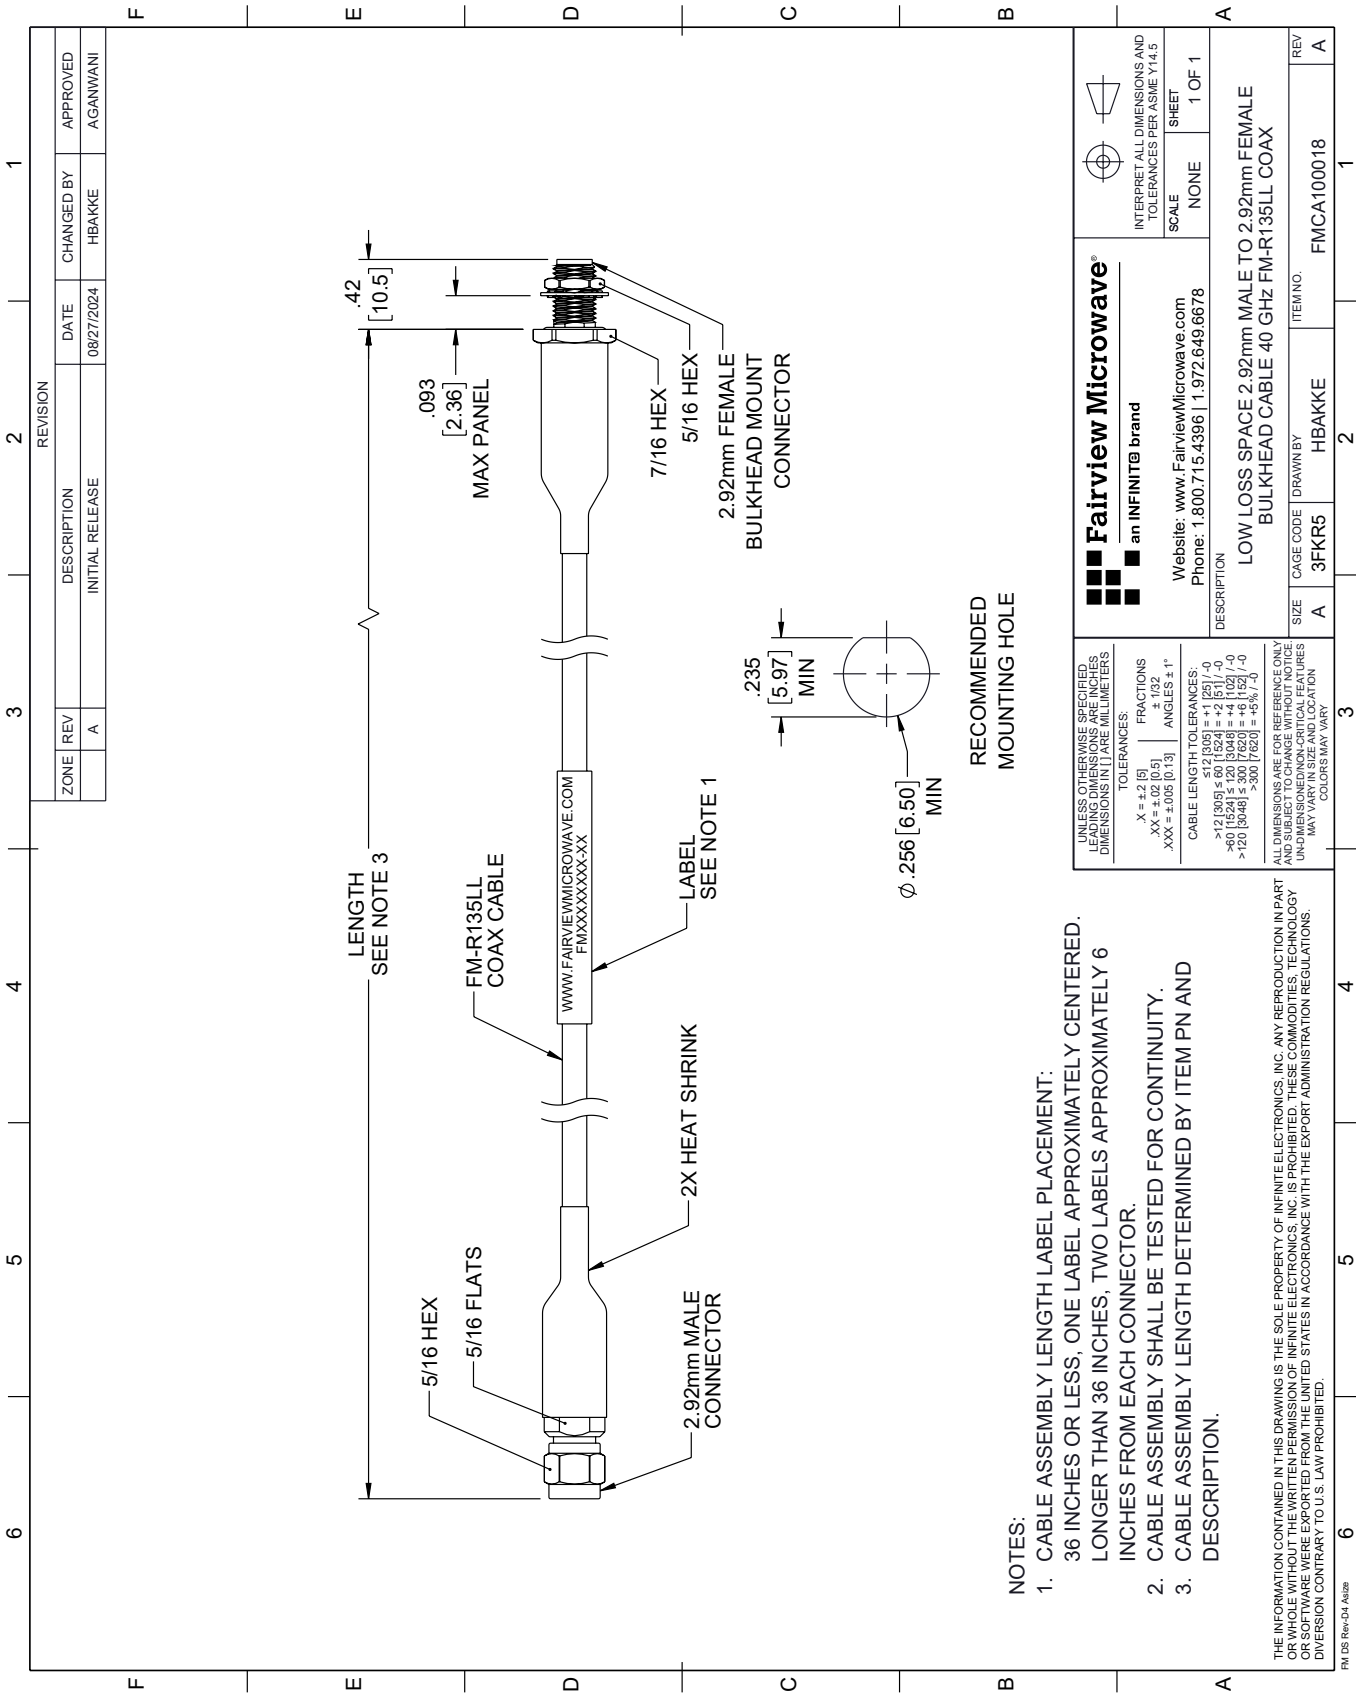 6
5
4
3
2
1
F
E
D
C
B
A
REVISION
ZONE REV DESCRIPTION DATE CHANGED BY APPROVED
A INITIAL RELEASE 08/27/2024 HBAKKE AGANWANI
LENGTH
SEE NOTE 3
.42
[10.5]
.093
[2.36]
MAX PANEL
5/16 HEX
5/16 FLATS
FM-R135LL
COAX CABLE
WWW.FAIRVIEWMICROWAVE.COM
FMXXXXXXXXX-XX
2.92mm MALE
CONNECTOR
2X HEAT SHRINK
LABEL
SEE NOTE 1
7/16 HEX
5/16 HEX
2.92mm FEMALE
BULKHEAD MOUNT
CONNECTOR
.235
[5.97]
MIN
Ø.256 [6.50]
MIN
RECOMMENDED
MOUNTING HOLE
NOTES:
1. CABLE ASSEMBLY LENGTH LABEL PLACEMENT:
36 INCHES OR LESS, ONE LABEL APPROXIMATELY CENTERED.
LONGER THAN 36 INCHES, TWO LABELS APPROXIMATELY 6
INCHES FROM EACH CONNECTOR.
2. CABLE ASSEMBLY SHALL BE TESTED FOR CONTINUITY.
3. CABLE ASSEMBLY LENGTH DETERMINED BY ITEM PN AND
DESCRIPTION.
THE INFORMATION CONTAINED IN THIS DRAWING IS THE SOLE PROPERTY OF INFINITE ELECTRONICS, INC. ANY REPRODUCTION IN PART
OR WHOLE WITHOUT THE WRITTEN PERMISSION OF INFINITE ELECTRONICS, INC. IS PROHIBITED. THESE COMMODITIES, TECHNOLOGY
OR SOFTWARE WERE EXPORTED FROM THE UNITED STATES IN ACCORDANCE WITH THE EXPORT ADMINISTRATION REGULATIONS.
DIVERSION CONTRARY TO U.S. LAW PROHIBITED.
UNLESS OTHERWISE SPECIFIED
LEADING DIMENSIONS ARE INCHES
DIMENSIONS IN [ ] ARE MILLIMETERS
TOLERANCES:
.X = ±.2 [5] FRACTIONS
.XX = ±.02 [0.5] ± 1/32
.XXX = ±.005 [0.13] ANGLES ± 1°
CABLE LENGTH TOLERANCES:
≤12 [305] = +1 [25] / -0
>12 [305] ≤ 60 [1524] = +2 [51] / -0
>60 [1524] ≤ 120 [3048] = +4 [102] / -0
>120 [3048] ≤ 300 [7620] = +6 [152] / -0
>300 [7620] = +5% / -0
ALL DIMENSIONS ARE FOR REFERENCE ONLY
AND SUBJECT TO CHANGE WITHOUT NOTICE.
UN-DIMENSIONED/NON-CRITICAL FEATURES
MAY VARY IN SIZE AND LOCATION
COLORS MAY VARY
Fairview Microwave®
an INFINIT® brand
Website: www.FairviewMicrowave.com
Phone: 1.800.715.4396 | 1.972.649.6678
INTERPRET ALL DIMENSIONS AND
TOLERANCES PER ASME Y14.5
SCALE NONE SHEET 1 OF 1
DESCRIPTION
LOW LOSS SPACE 2.92mm MALE TO 2.92mm FEMALE
BULKHEAD CABLE 40 GHz FM-R135LL COAX
SIZE A CAGE CODE 3FKR5 DRAWN BY HBAKKE ITEM NO. FMCA100018 REV A
F
E
D
C
B
A
6
5
4
3
2
1
FM DS Rev-D4 Asize